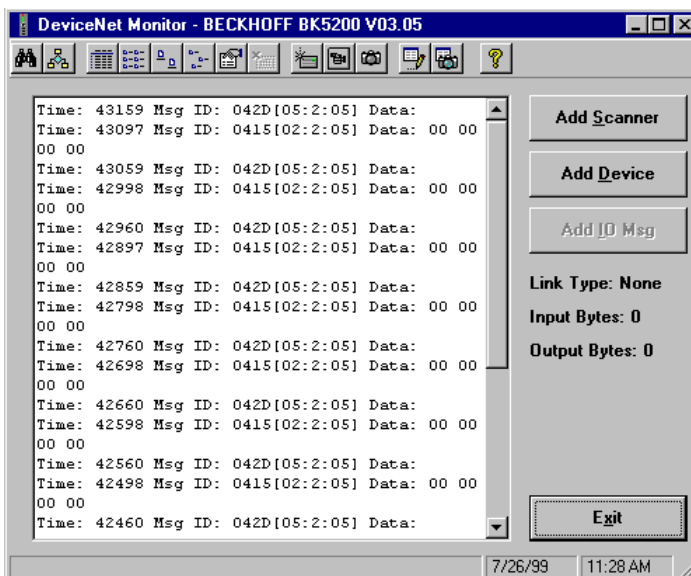 DeviceNet Monitor - BECKHOFF BK5200 V03.05
Time: 43159 Msg ID: 042D[05:2:05] Data:
Time: 43097 Msg ID: 0415[02:2:05] Data: 00 00
00 00
Time: 43059 Msg ID: 042D[05:2:05] Data:
Time: 42998 Msg ID: 0415[02:2:05] Data: 00 00
00 00
Time: 42960 Msg ID: 042D[05:2:05] Data:
Time: 42897 Msg ID: 0415[02:2:05] Data: 00 00
00 00
Time: 42859 Msg ID: 042D[05:2:05] Data:
Time: 42798 Msg ID: 0415[02:2:05] Data: 00 00
00 00
Time: 42760 Msg ID: 042D[05:2:05] Data:
Time: 42698 Msg ID: 0415[02:2:05] Data: 00 00
00 00
Time: 42660 Msg ID: 042D[05:2:05] Data:
Time: 42598 Msg ID: 0415[02:2:05] Data: 00 00
00 00
Time: 42560 Msg ID: 042D[05:2:05] Data:
Time: 42498 Msg ID: 0415[02:2:05] Data: 00 00
00 00
Time: 42460 Msg ID: 042D[05:2:05] Data:
Add Scanner
Add Device
Add IO Msg
Link Type: None
Input Bytes: 0
Output Bytes: 0
Exit
7/26/99
11:28 AM